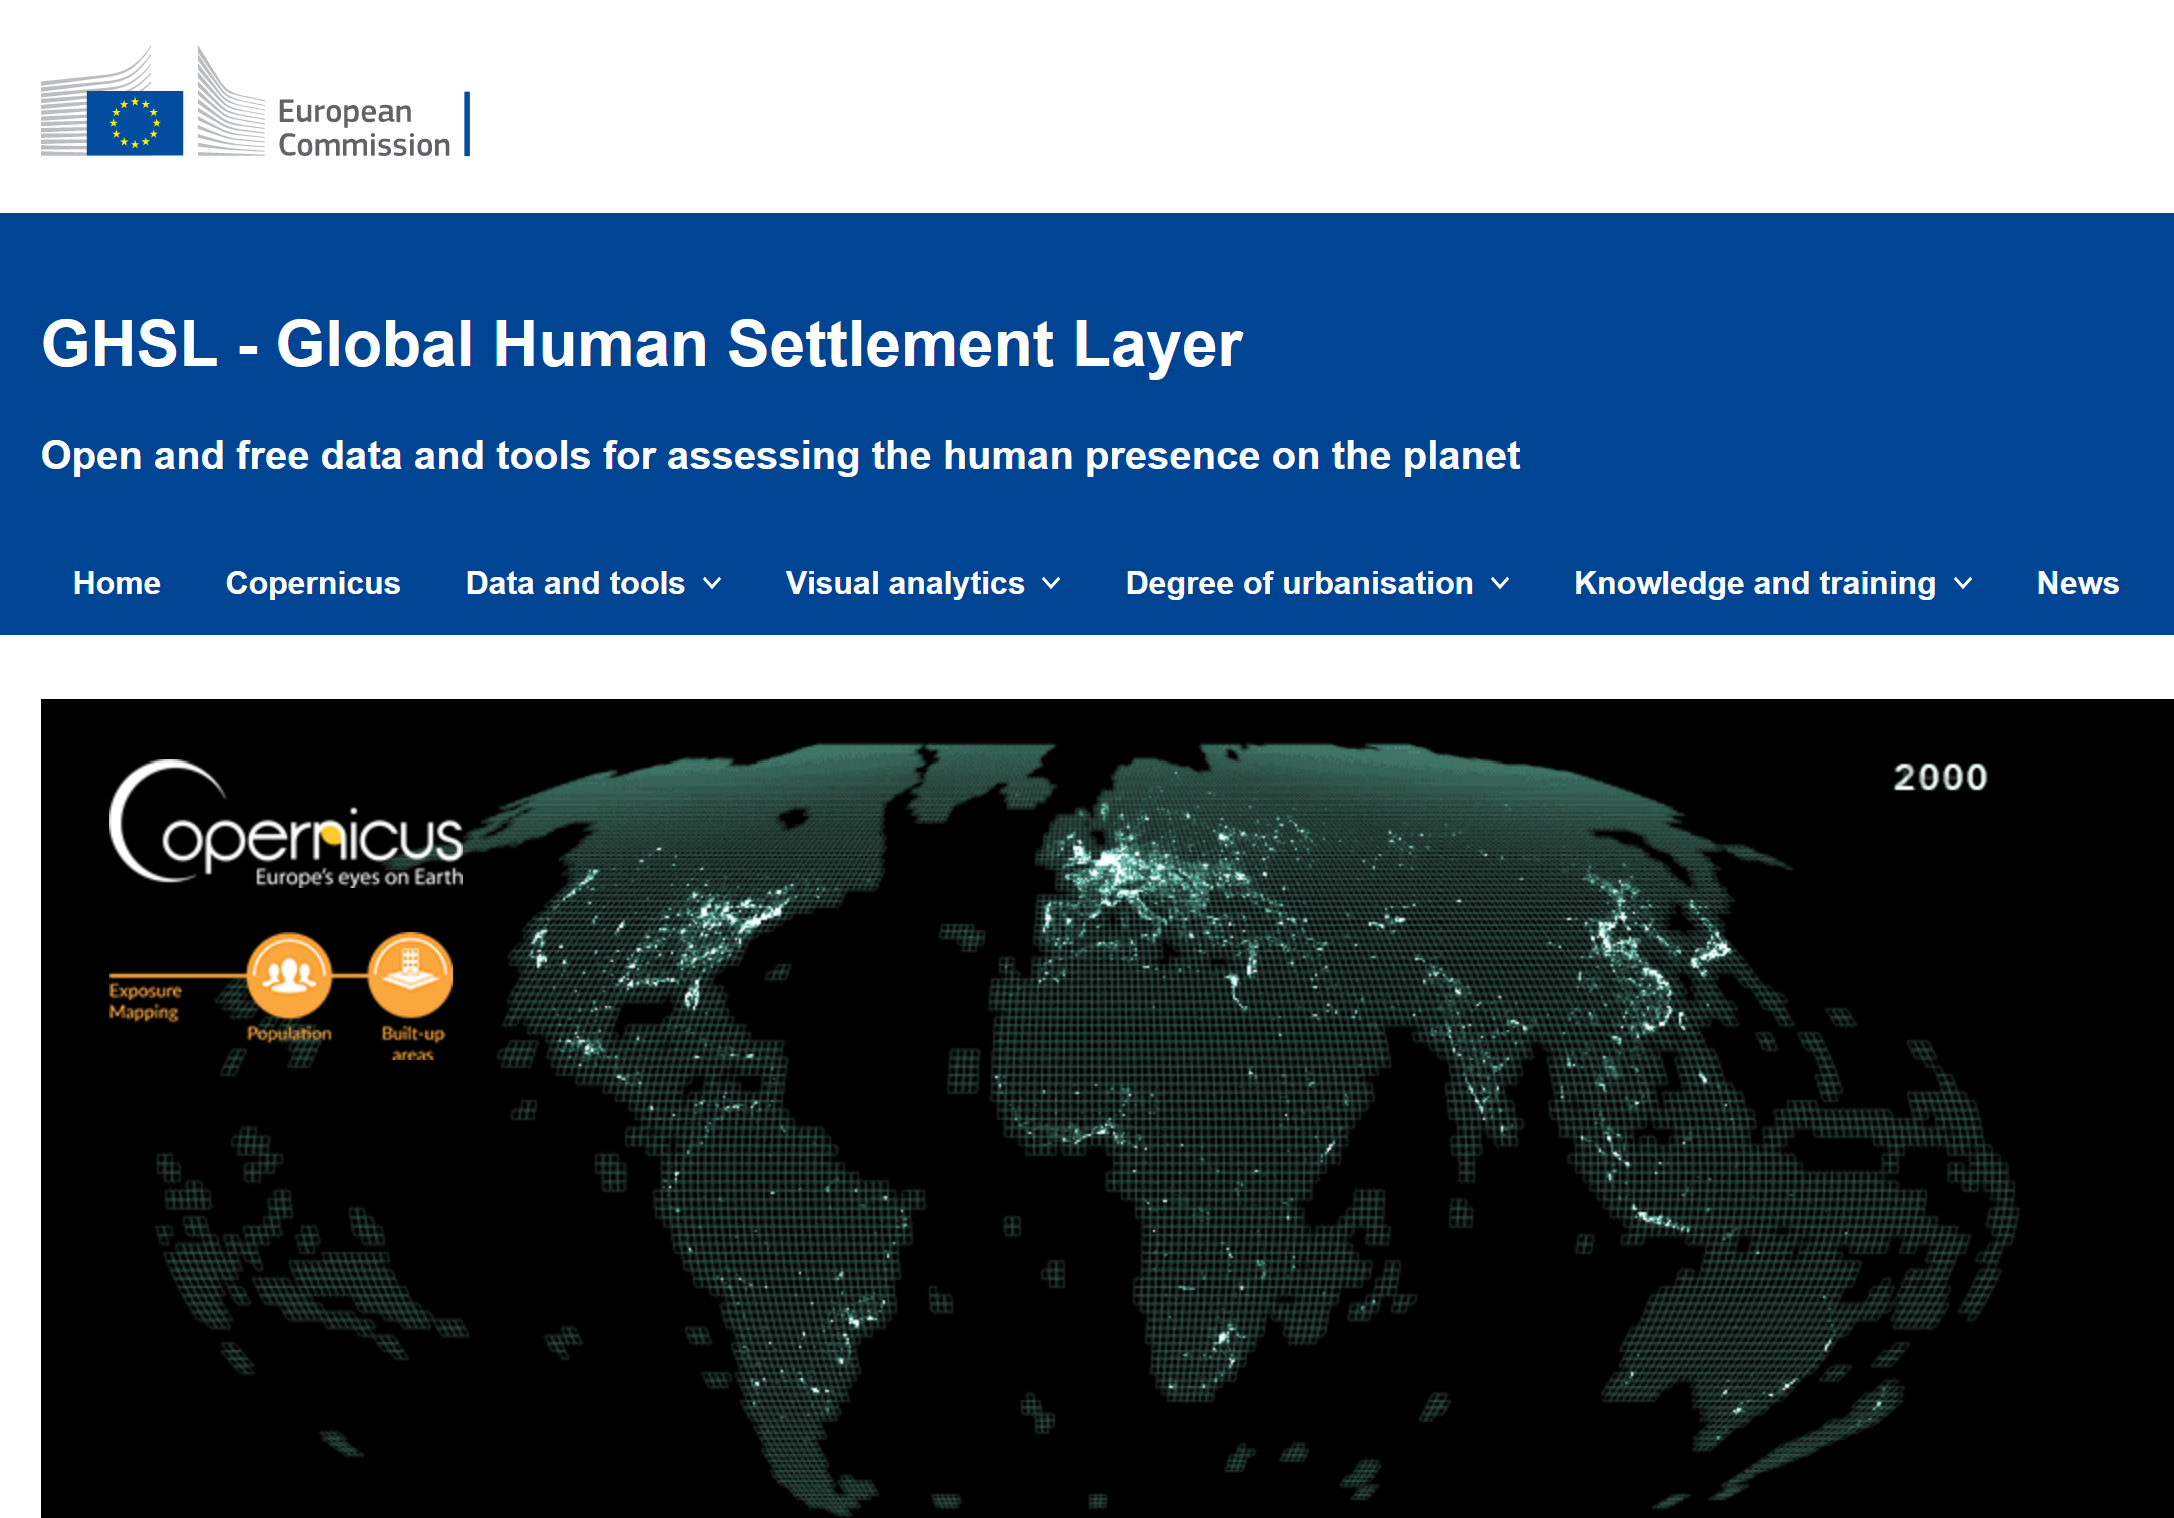 European
Commission
GHSL - Global Human Settlement Layer
Open and free data and tools for assessing the human presence on the planet
Home Copernicus Data and tools Visual analytics Degree of urbanisation Knowledge and training News
Copernicus
Europe's eyes on Earth
2000
Exposure
Mapping
Population
Built-up
areas